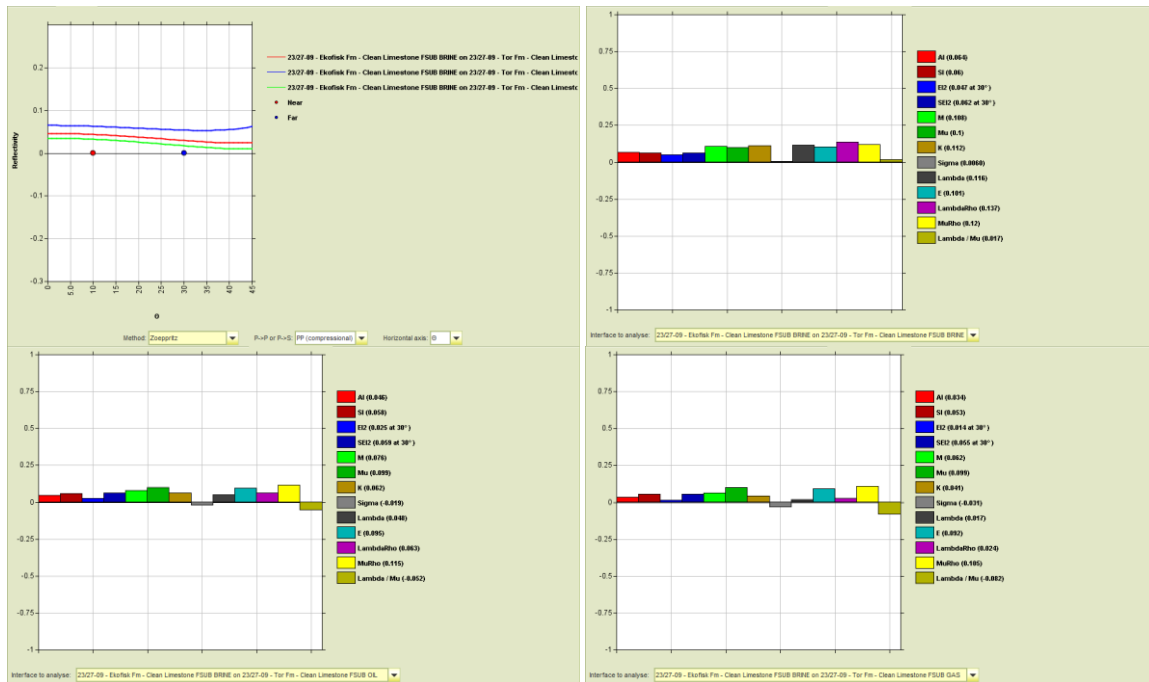 23/27-09 - Ekofisk Fm - Clean Limestone FSUB BRINE on 23/27-09 - Tor Fm - Clean Limesto
23/27-09 - Ekofisk Fm - Clean Limestone FSUB BRINE on 23/27-09 - Tor Fm - Clean Limesto
23/27-09 - Ekofisk Fm - Clean Limestone FSUB BRINE on 23/27-09 - Tor Fm - Clean Limesto
Near
Far
Reflectivity
0.2
0.1
0
-0.1
-0.2
-0.3
0 5.0 10 15 20 25 30 35 40 45
Θ
Method: Zoeppritz P->P or P->S: PP (compressional) Horizontal axis: Θ
1
0.75
0.5
0.25
0
-0.25
-0.5
-0.75
-1
AI (0.064)
SI (0.06)
EI2 (0.047 at 30°)
SEI2 (0.062 at 30°)
M (0.108)
Mu (0.1)
K (0.112)
Sigma (0.0060)
Lambda (0.116)
E (0.101)
LambdaRho (0.137)
MuRho (0.12)
Lambda / Mu (0.017)
Interface to analyse: 23/27-09 - Ekofisk Fm - Clean Limestone FSUB BRINE on 23/27-09 - Tor Fm - Clean Limestone FSUB BRINE
1
0.75
0.5
0.25
0
-0.25
-0.5
-0.75
-1
AI (0.046)
SI (0.058)
EI2 (0.025 at 30°)
SEI2 (0.059 at 30°)
M (0.076)
Mu (0.099)
K (0.062)
Sigma (-0.019)
Lambda (0.048)
E (0.095)
LambdaRho (0.063)
MuRho (0.115)
Lambda / Mu (-0.052)
Interface to analyse: 23/27-09 - Ekofisk Fm - Clean Limestone FSUB BRINE on 23/27-09 - Tor Fm - Clean Limestone FSUB OIL
1
0.75
0.5
0.25
0
-0.25
-0.5
-0.75
-1
AI (0.034)
SI (0.053)
EI2 (0.014 at 30°)
SEI2 (0.055 at 30°)
M (0.062)
Mu (0.099)
K (0.041)
Sigma (-0.031)
Lambda (0.017)
E (0.092)
LambdaRho (0.024)
MuRho (0.105)
Lambda / Mu (-0.082)
Interface to analyse: 23/27-09 - Ekofisk Fm - Clean Limestone FSUB BRINE on 23/27-09 - Tor Fm - Clean Limestone FSUB GAS